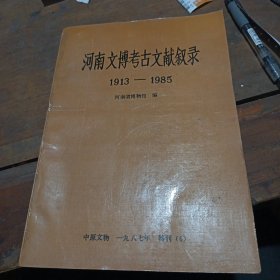 河南文博考古文献叙录
1913—1985
河南省博物馆 编
中原文物 一九八七年 特刊(6)